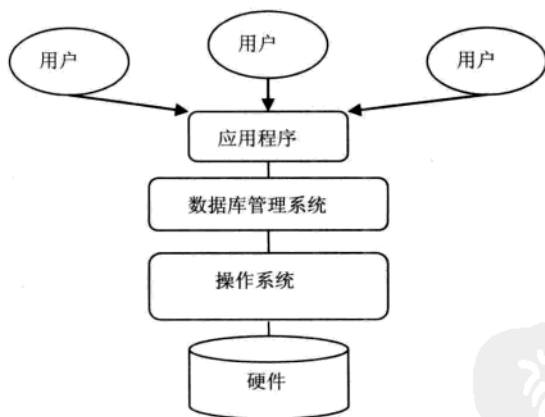 用户
用户
用户
应用程序
数据库管理系统
操作系统
硬件